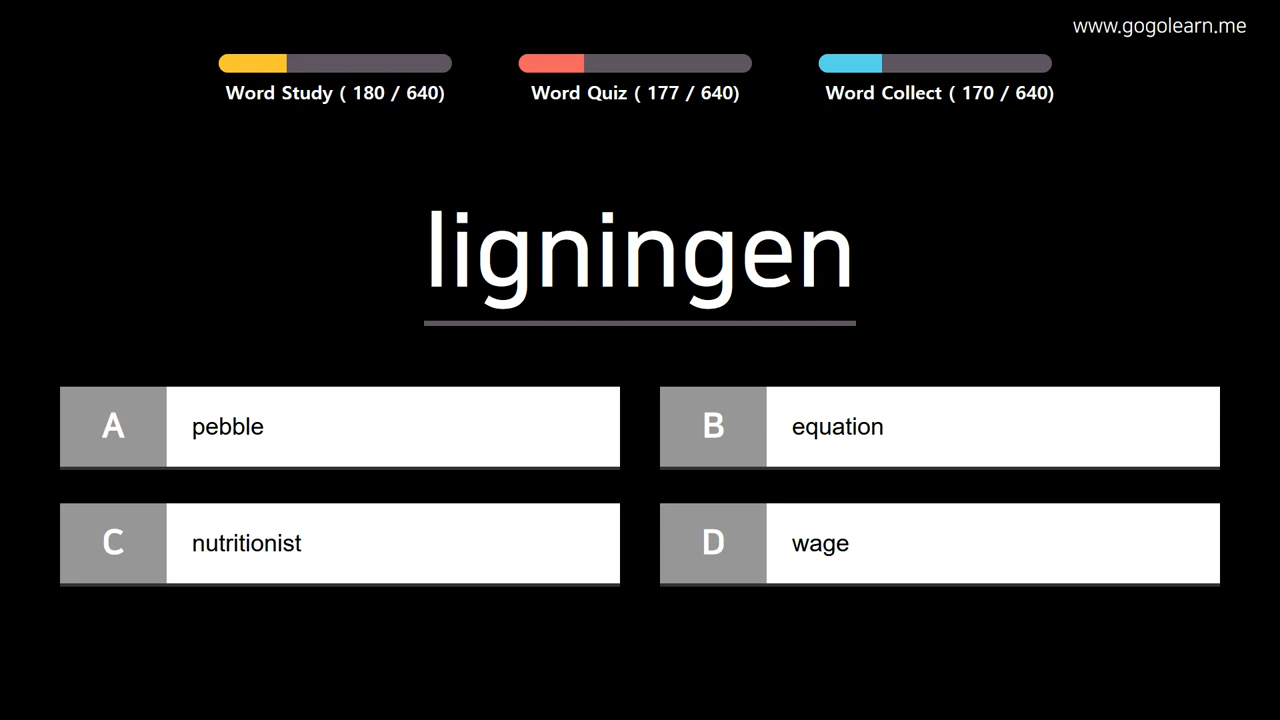 www.gogolearn.me
Word Study ( 180 / 640)
Word Quiz ( 177 / 640)
Word Collect ( 170 / 640)
ligningen
A pebble
B equation
C nutritionist
D wage